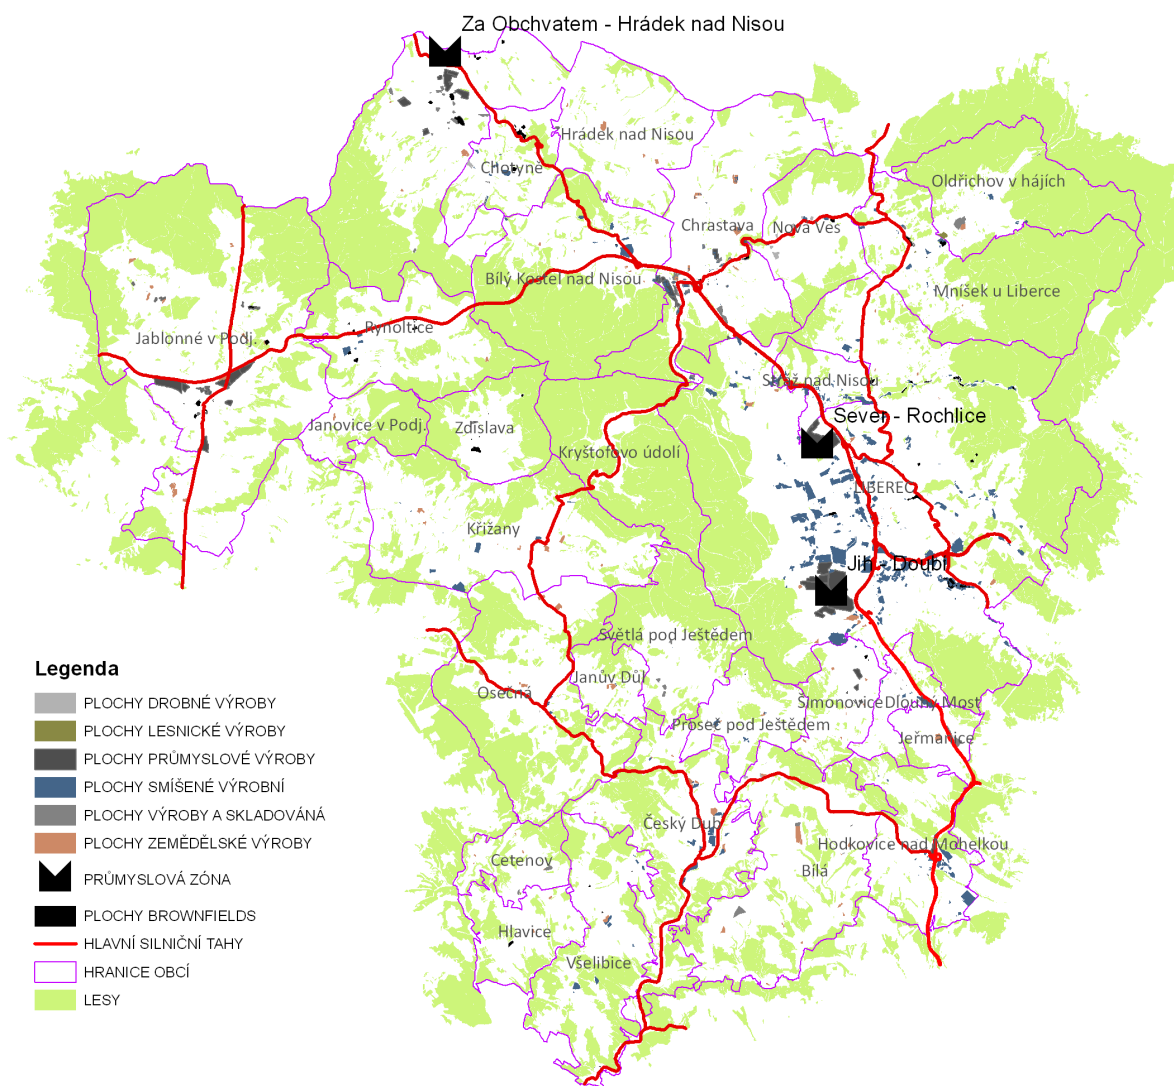 Za Obchvatem - Hrádek nad Nisou
Hrádek nad Nisou
Chotyně
Oldřichov v hájích
Chrastava
Nová Ves
Bílý Kostel nad Nisou
Mníšek u Liberce
Rynoltice
Jablonné v Podj.
Stráž nad Nisou
Sever - Rochlice
Janovice v Podj.
Zdislava
Kryštofovo údolí
LIBEREC
Křižany
Jih - Doubí
Světlá pod Ještědem
Janův Důl
Osečná
Šimonovice
Dlouhý Most
Proseč pod Ještědem
Jeřmanice
Český Dub
Hodkovice nad Mohelkou
Cetenov
Bílá
Hlavice
Všelibice
Legenda
PLOCHY DROBNÉ VÝROBY
PLOCHY LESNICKÉ VÝROBY
PLOCHY PRŮMYSLOVÉ VÝROBY
PLOCHY SMÍŠENÉ VÝROBNÍ
PLOCHY VÝROBY A SKLADOVÁNÁ
PLOCHY ZEMĚDĚLSKÉ VÝROBY
PRŮMYSLOVÁ ZÓNA
PLOCHY BROWNFIELDS
HLAVNÍ SILNIČNÍ TAHY
HRANICE OBCÍ
LESY